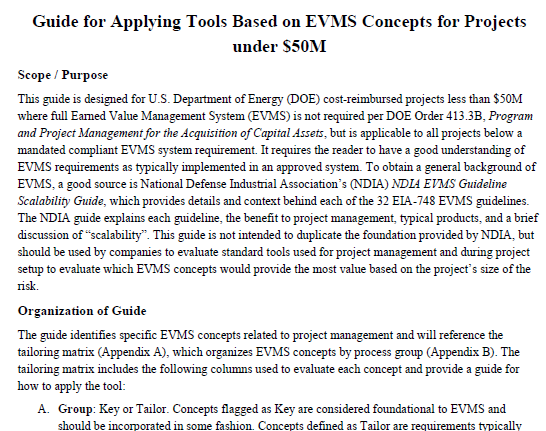 Guide for Applying Tools Based on EVMS Concepts for Projects
under $50M
Scope / Purpose
This guide is designed for U.S. Department of Energy (DOE) cost-reimbursed projects less than $50M
where full Earned Value Management System (EVMS) is not required per DOE Order 413.3B, Program
and Project Management for the Acquisition of Capital Assets, but is applicable to all projects below a
mandated compliant EVMS system requirement. It requires the reader to have a good understanding of
EVMS requirements as typically implemented in an approved system. To obtain a general background of
EVMS, a good source is National Defense Industrial Association’s (NDIA) NDIA EVMS Guideline
Scalability Guide, which provides details and context behind each of the 32 EIA-748 EVMS guidelines.
The NDIA guide explains each guideline, the benefit to project management, typical products, and a brief
discussion of “scalability”. This guide is not intended to duplicate the foundation provided by NDIA, but
should be used by companies to evaluate standard tools used for project management and during project
setup to evaluate which EVMS concepts would provide the most value based on the project’s size of the
risk.
Organization of Guide
The guide identifies specific EVMS concepts related to project management and will reference the
tailoring matrix (Appendix A), which organizes EVMS concepts by process group (Appendix B). The
tailoring matrix includes the following columns used to evaluate each concept and provide a guide for
how to apply the tool:
A. Group: Key or Tailor. Concepts flagged as Key are considered foundational to EVMS and
should be incorporated in some fashion. Concepts defined as Tailor are requirements typically